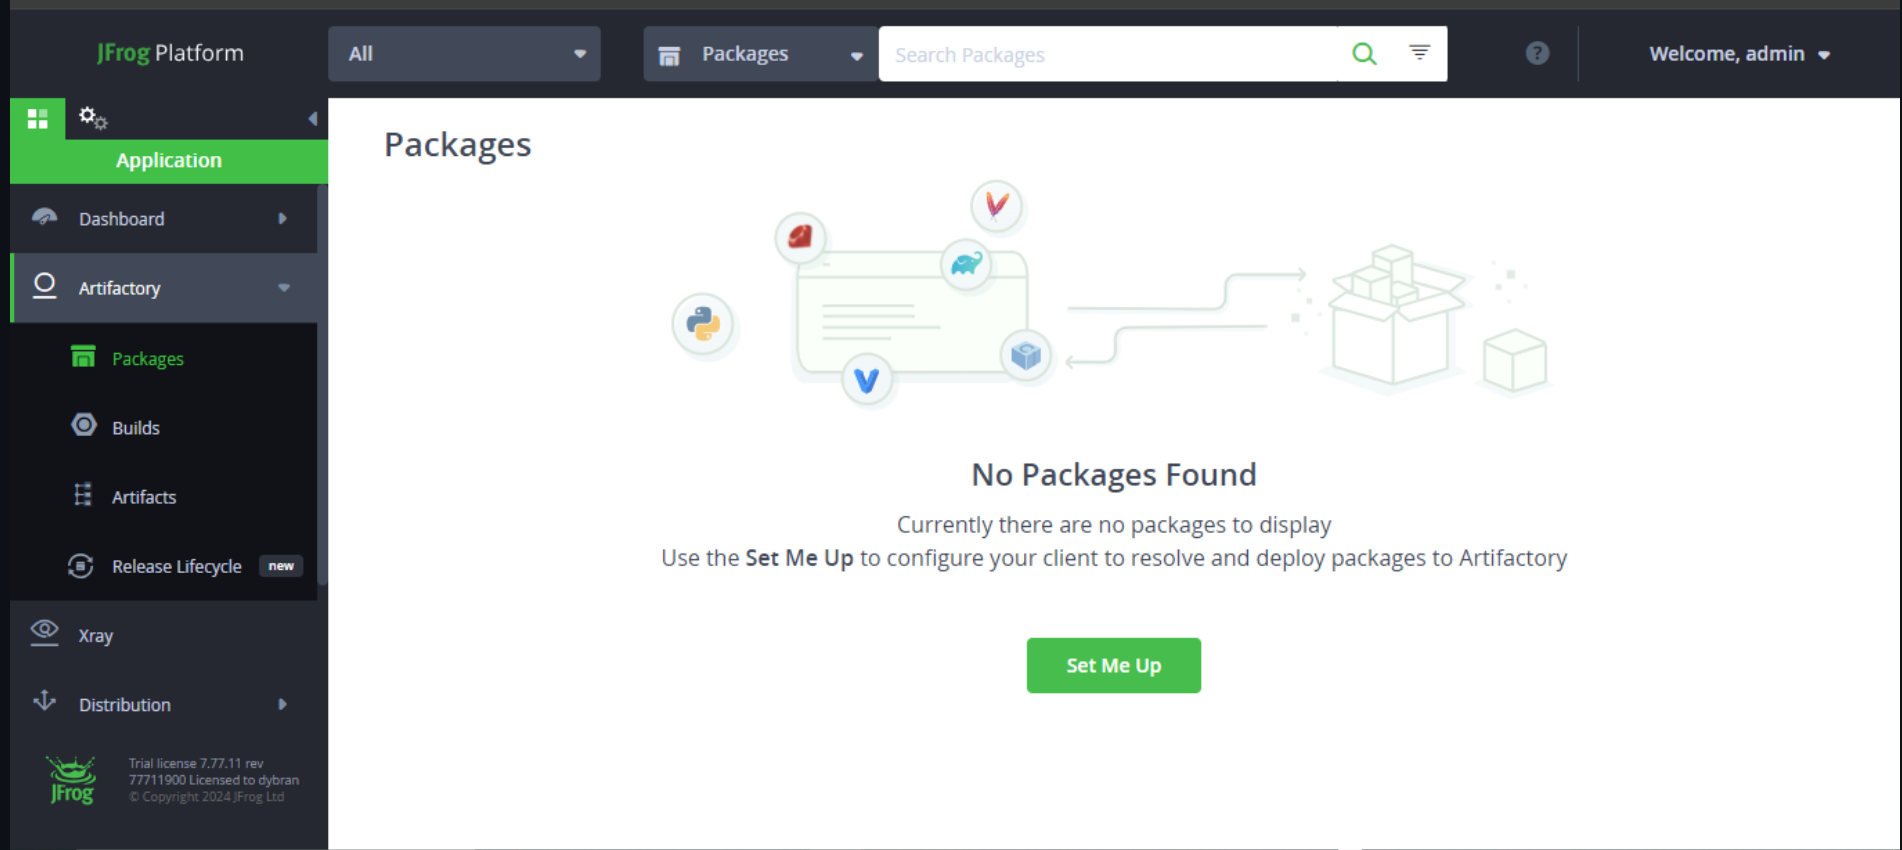 JFrog Platform
All
Packages
Search Packages
?
Welcome, admin
Application
Dashboard
Artifactory
Packages
Builds
Artifacts
Release Lifecycle new
Xray
Distribution
JFrog
Trial license 7.77.11 rev
77711900 Licensed to dybran
© Copyright 2024 JFrog Ltd
Packages
No Packages Found
Currently there are no packages to display
Use the Set Me Up to configure your client to resolve and deploy packages to Artifactory
Set Me Up